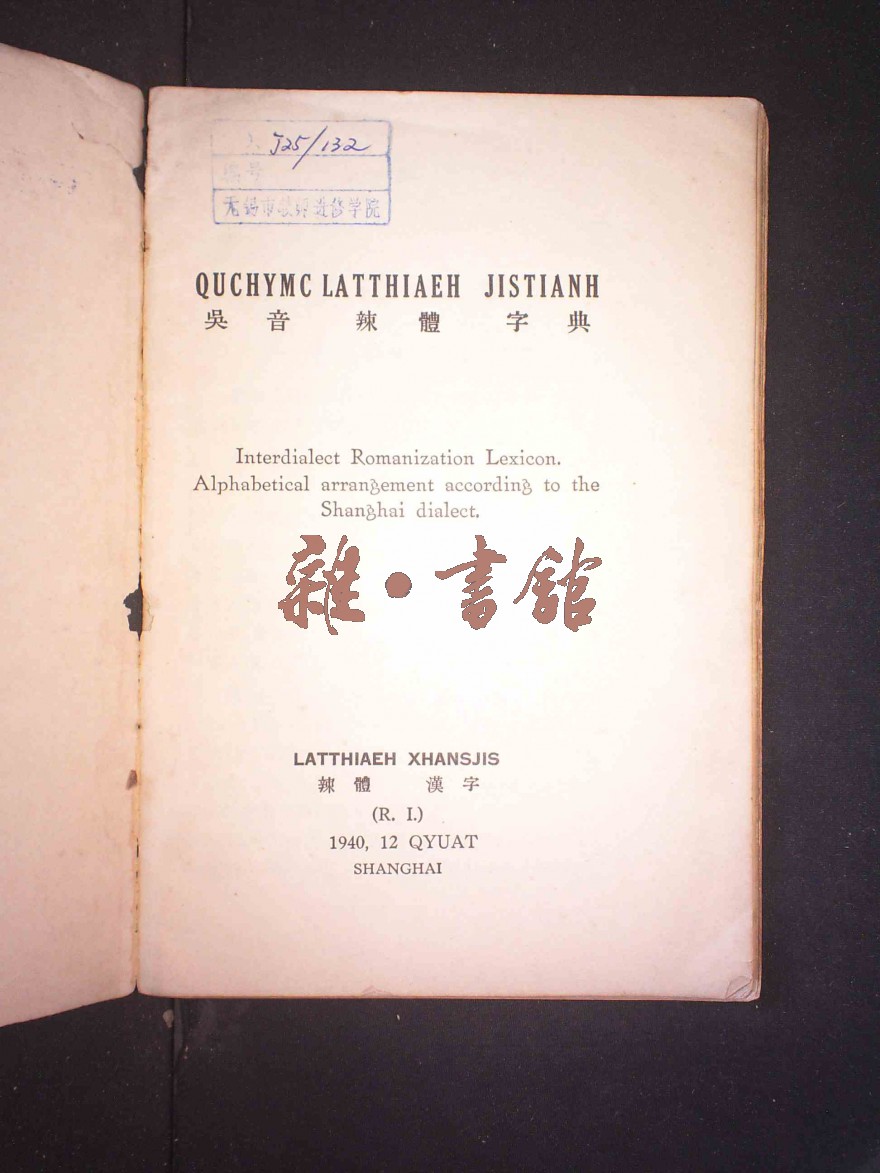 J25/132
编号
无锡市教师进修学院
QUCHYMC LATTHIAEH JISTIANH
吳音 辣體 字典
Interdialect Romanization Lexicon.
Alphabetical arrangement according to the
Shanghai dialect.
雜·書館
LATTHIAEH XHANSJIS
辣體 漢字
(R. I.)
1940, 12 QYUAT
SHANGHAI